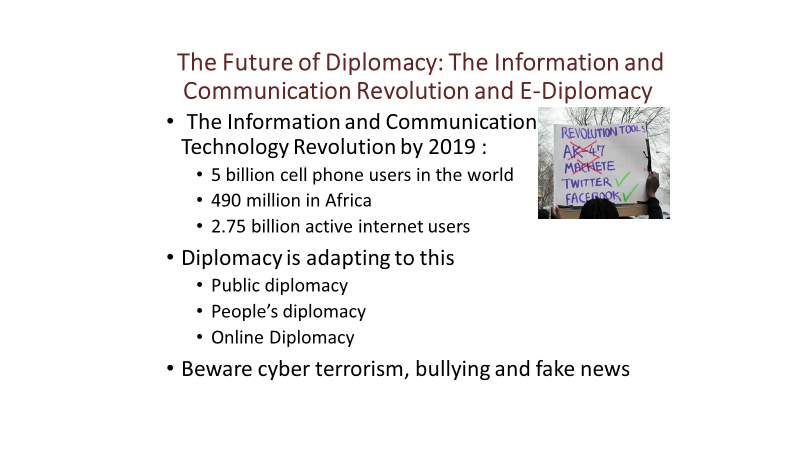 The Future of Diplomacy: The Information and
Communication Revolution and E-Diplomacy
• The Information and Communication
Technology Revolution by 2019 :
• 5 billion cell phone users in the world
• 490 million in Africa
• 2.75 billion active internet users
• Diplomacy is adapting to this
• Public diplomacy
• People’s diplomacy
• Online Diplomacy
• Beware cyber terrorism, bullying and fake news
REVOLUTION TOOLS
AK-47
MACHETE
TWITTER
FACEBOOK